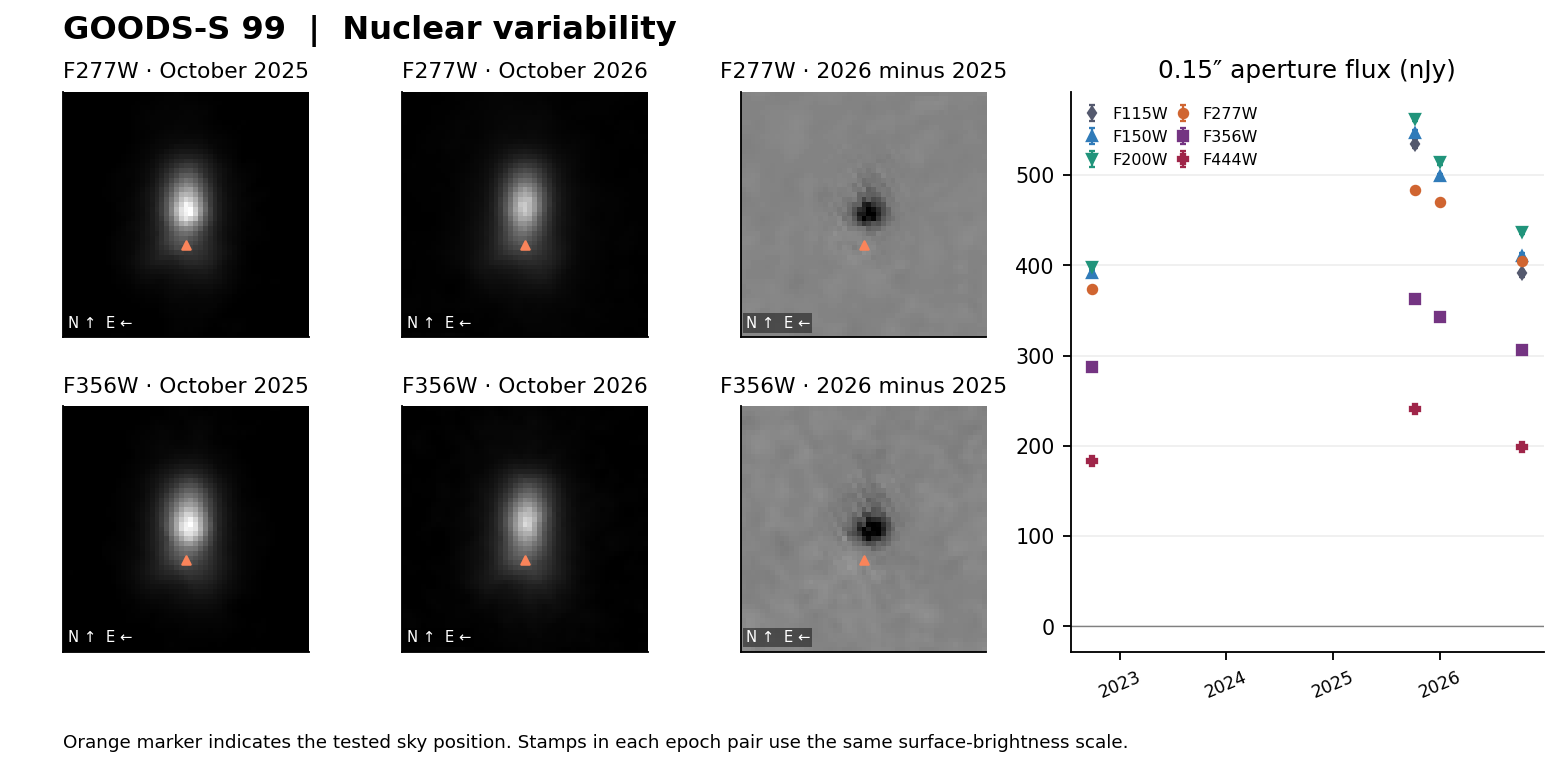 GOODS-S 99 | Nuclear variability
F277W · October 2025
F277W · October 2026
F277W · 2026 minus 2025
0.15″ aperture flux (nJy)
N ↑ E ←
N ↑ E ←
N ↑ E ←
F115W
F150W
F200W
F277W
F356W
F444W
500
400
300
200
100
0
2023
2024
2025
2026
F356W · October 2025
F356W · October 2026
F356W · 2026 minus 2025
N ↑ E ←
N ↑ E ←
N ↑ E ←
Orange marker indicates the tested sky position. Stamps in each epoch pair use the same surface-brightness scale.